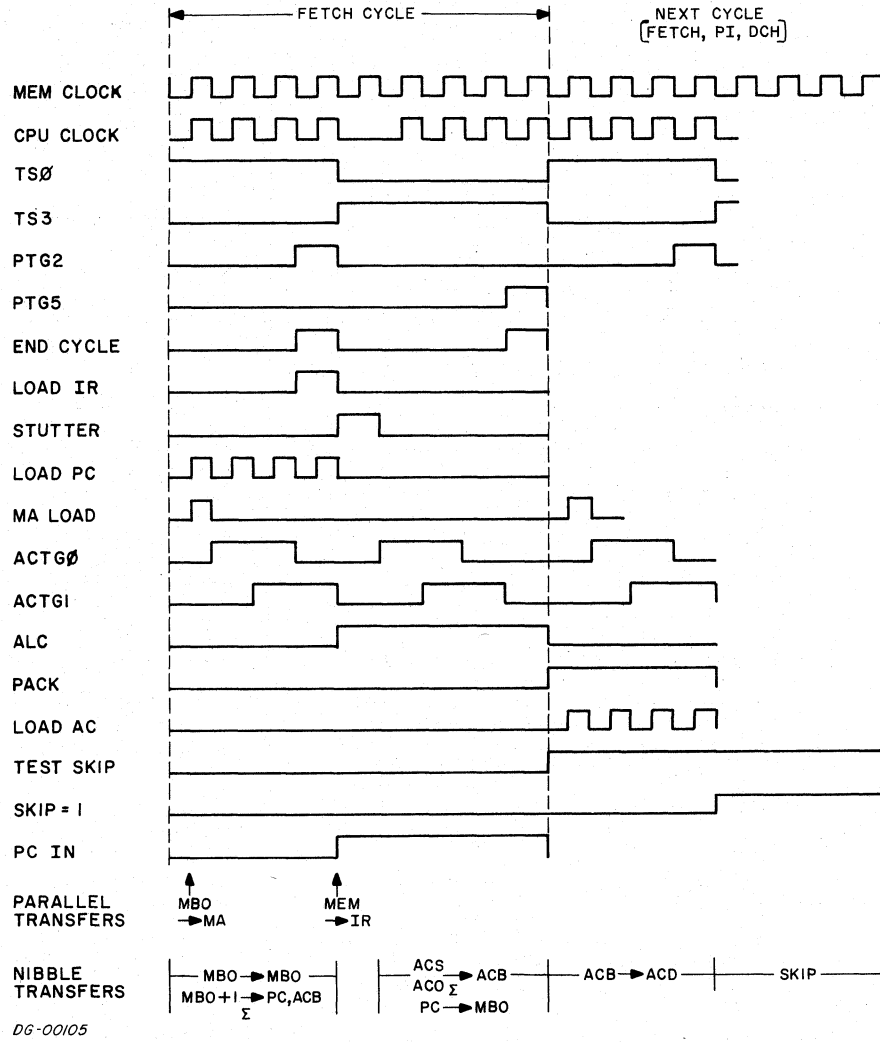 FETCH CYCLE
NEXT CYCLE
[FETCH, PI, DCH]
MEM CLOCK
CPU CLOCK
TSØ
TS3
PTG2
PTG5
END CYCLE
LOAD IR
STUTTER
LOAD PC
MA LOAD
ACTGØ
ACTG1
ALC
PACK
LOAD AC
TEST SKIP
SKIP = 1
PC IN
PARALLEL TRANSFERS
MBO →MA
MEM →IR
NIBBLE TRANSFERS
MBO → MBO
MBO+1 →Σ PC,ACB
ACS
ACO Σ → ACB
PC → MBO
ACB → ACD
SKIP
DG-00105